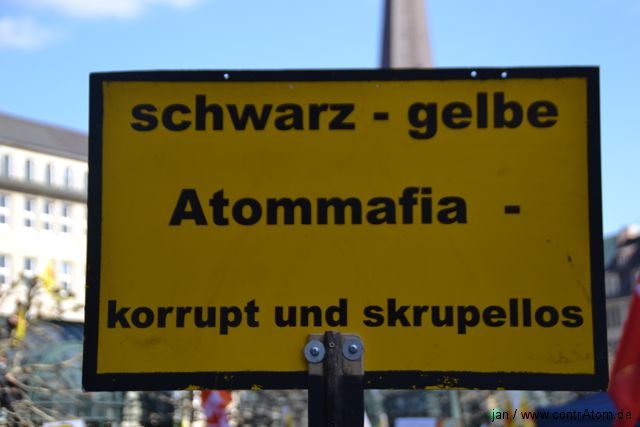 schwarz - gelbe
Atommafia -
korrupt und skrupellos
jan / www.contrAtom.de